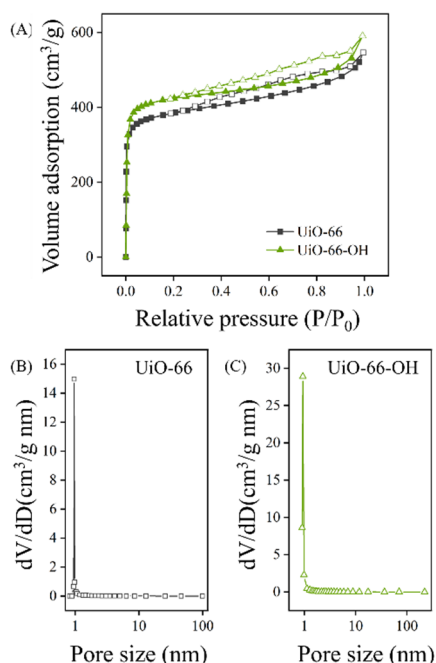 (A)
600
400
200
0
Volume adsorption (cm³/g)
UiO-66
UiO-66-OH
0.0 0.2 0.4 0.6 0.8 1.0
Relative pressure (P/P₀)
(B)
UiO-66
16
14
12
10
8
6
4
2
0
dV/dD(cm³/g nm)
1 10 100
Pore size (nm)
(C)
UiO-66-OH
30
25
20
15
10
5
0
dV/dD(cm³/g nm)
1 10 100
Pore size (nm)